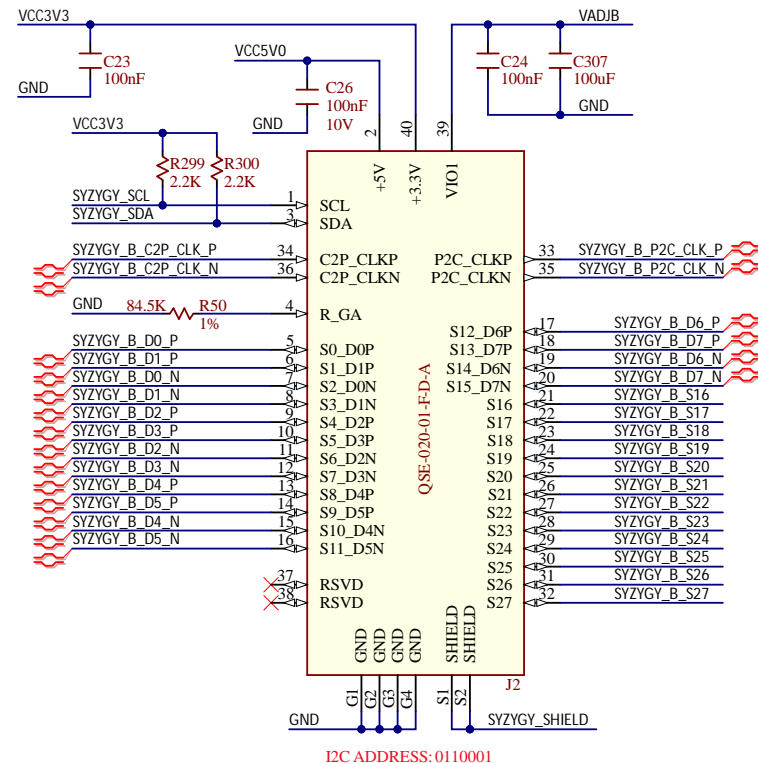 VCC3V3
VADJB
C23
100nF
GND
VCC5V0
C26
100nF
10V
GND
C24
100nF
C307
100uF
GND
VCC3V3
R299
2.2K
R300
2.2K
2
40
39
+5V
+3.3V
VIO1
SYZYGY_SCL
1
SCL
SYZYGY_SDA
3
SDA
SYZYGY_B_C2P_CLK_P
34
C2P_CLKP
P2C_CLKP
33
SYZYGY_B_P2C_CLK_P
SYZYGY_B_C2P_CLK_N
36
C2P_CLKN
P2C_CLKN
35
SYZYGY_B_P2C_CLK_N
GND
84.5K
R50
1%
4
R_GA
S12_D6P
17
SYZYGY_B_D6_P
SYZYGY_B_D0_P
5
S0_D0P
S13_D7P
18
SYZYGY_B_D7_P
SYZYGY_B_D1_P
6
S1_D1P
S14_D6N
19
SYZYGY_B_D6_N
SYZYGY_B_D0_N
7
S2_D0N
S15_D7N
20
SYZYGY_B_D7_N
SYZYGY_B_D1_N
8
S3_D1N
S16
21
SYZYGY_B_S16
SYZYGY_B_D2_P
9
S4_D2P
S17
22
SYZYGY_B_S17
SYZYGY_B_D3_P
10
S5_D3P
S18
23
SYZYGY_B_S18
SYZYGY_B_D2_N
11
S6_D2N
S19
24
SYZYGY_B_S19
SYZYGY_B_D3_N
12
S7_D3N
S20
25
SYZYGY_B_S20
SYZYGY_B_D4_P
13
S8_D4P
S21
26
SYZYGY_B_S21
SYZYGY_B_D5_P
14
S9_D5P
S22
27
SYZYGY_B_S22
SYZYGY_B_D4_N
15
S10_D4N
S23
28
SYZYGY_B_S23
SYZYGY_B_D5_N
16
S11_D5N
S24
29
SYZYGY_B_S24
S25
30
SYZYGY_B_S25
37
RSVD
S26
31
SYZYGY_B_S26
38
RSVD
S27
32
SYZYGY_B_S27
QSE-020-01-F-D-A
GND
GND
GND
GND
SHIELD
SHIELD
J2
G1
G2
G3
G4
S1
S2
GND
SYZYGY_SHIELD
I2C ADDRESS: 0110001